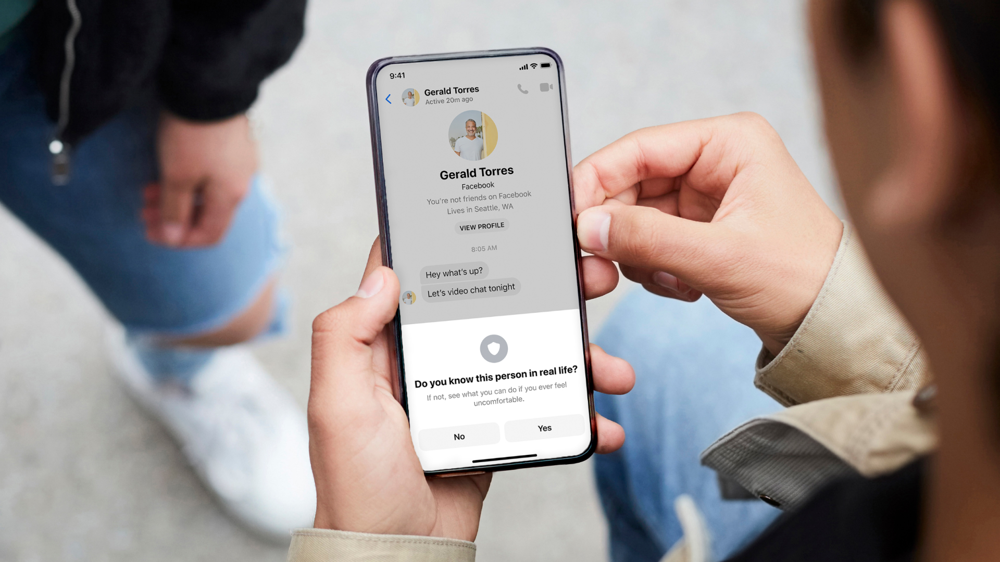 9:41
Gerald Torres
Active 20m ago
Gerald Torres
Facebook
You're not friends on Facebook
Lives in Seattle, WA
VIEW PROFILE
8:05 AM
Hey what's up?
Let's video chat tonight
Do you know this person in real life?
If not, see what you can do if you ever feel
uncomfortable.
No
Yes